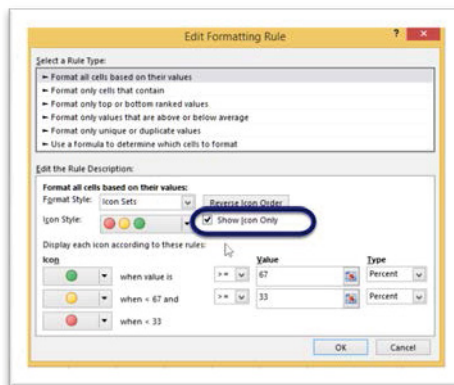 Edit Formatting Rule
? ×
Select a Rule Type:
► Format all cells based on their values
► Format only cells that contain
► Format only top or bottom ranked values
► Format only values that are above or below average
► Format only unique or duplicate values
► Use a formula to determine which cells to format
Edit the Rule Description:
Format all cells based on their values:
Format Style: Icon Sets Reverse Icon Order
Icon Style: Show Icon Only
Display each icon according to these rules:
Icon Value Type
when value is >= 67 Percent
when < 67 and >= 33 Percent
when < 33
OK Cancel